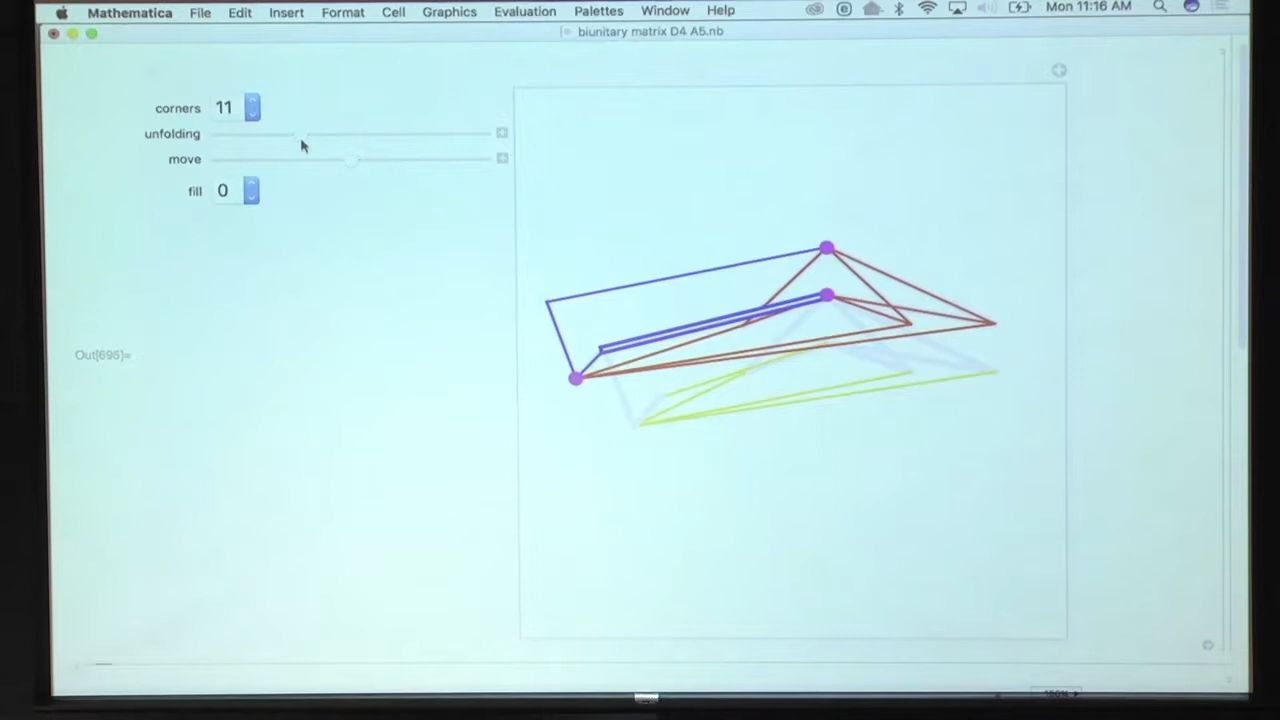 Mathematica File Edit Insert Format Cell Graphics Evaluation Palettes Window Help Mon 11:16 AM
biunitary matrix D4 A5.nb
corners 11
unfolding
move
fill 0
Out[695]=